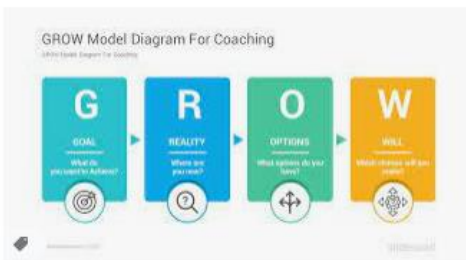 GROW Model Diagram For Coaching
GROW Model Diagram For Coaching
G
R
O
W
GOAL
REALITY
OPTIONS
WILL
What do
you want to Achieve?
Where are
you now?
What options do you
have?
Which choices will you